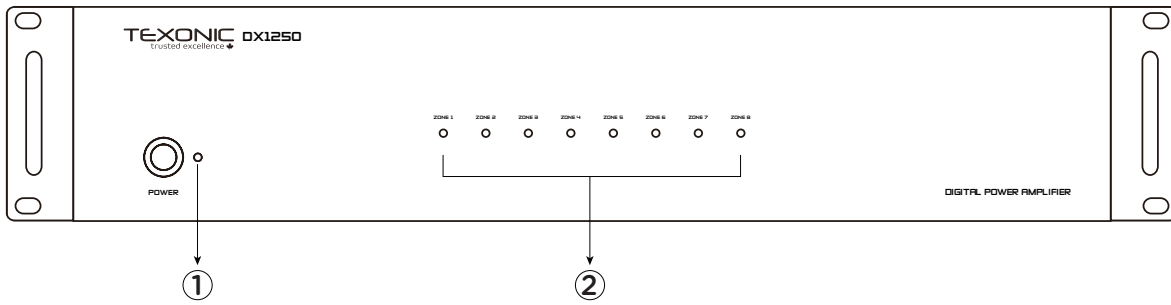 TEXONIC DX1250
trusted excellence
ZONE 1 ZONE 2 ZONE 3 ZONE 4 ZONE 5 ZONE 6 ZONE 7 ZONE 8
POWER
DIGITAL POWER AMPLIFIER
1 2